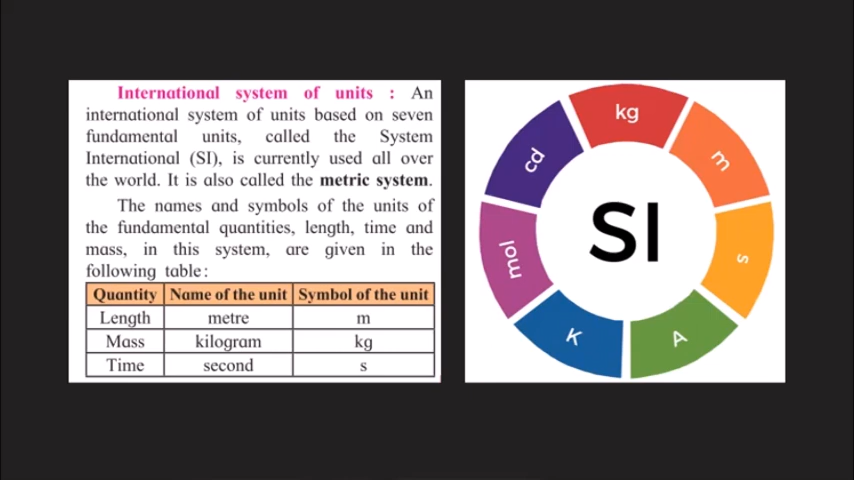 International system of units : An
international system of units based on seven
fundamental units, called the System
International (SI), is currently used all over
the world. It is also called the metric system.
The names and symbols of the units of
the fundamental quantities, length, time and
mass, in this system, are given in the
following table:
Quantity Name of the unit Symbol of the unit
Length metre m
Mass kilogram kg
Time second s
kg
m
s
A
K
mol
cd
SI